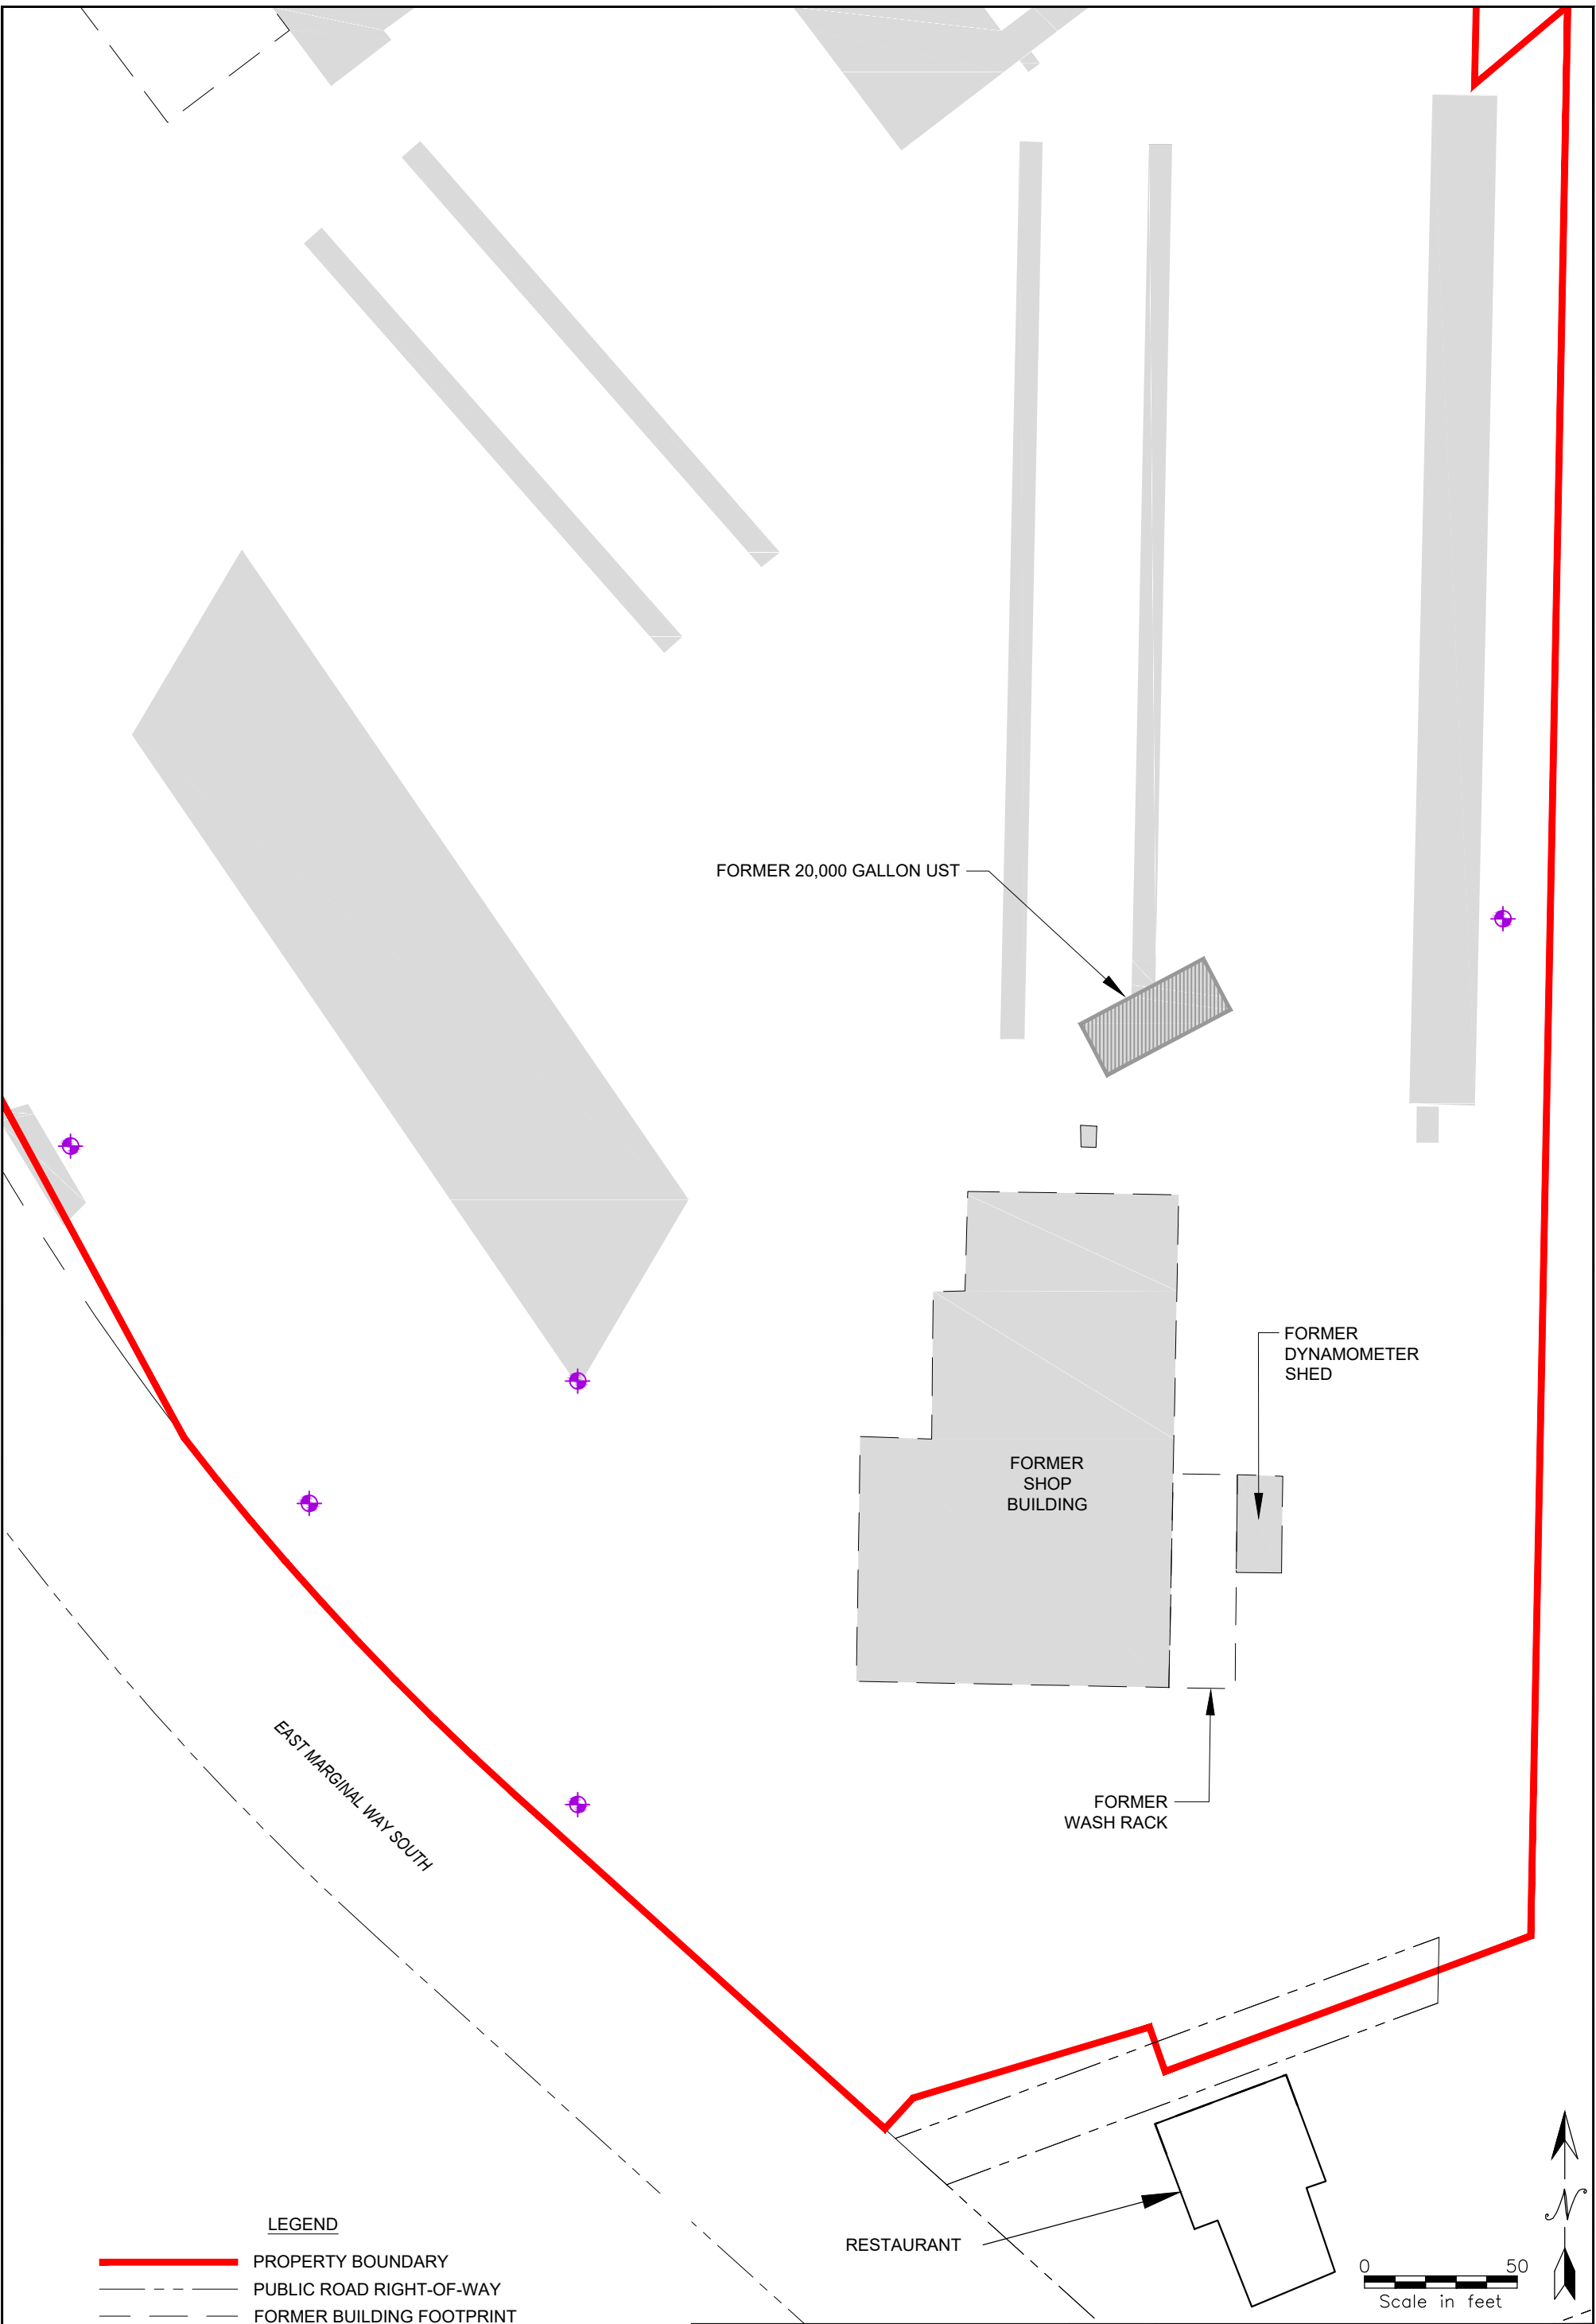 FORMER 20,000 GALLON UST
FORMER
DYNAMOMETER
SHED
FORMER
SHOP
BUILDING
EAST MARGINAL WAY SOUTH
FORMER
WASH RACK
RESTAURANT
N
0 50
Scale in feet
LEGEND
PROPERTY BOUNDARY
PUBLIC ROAD RIGHT-OF-WAY
FORMER BUILDING FOOTPRINT